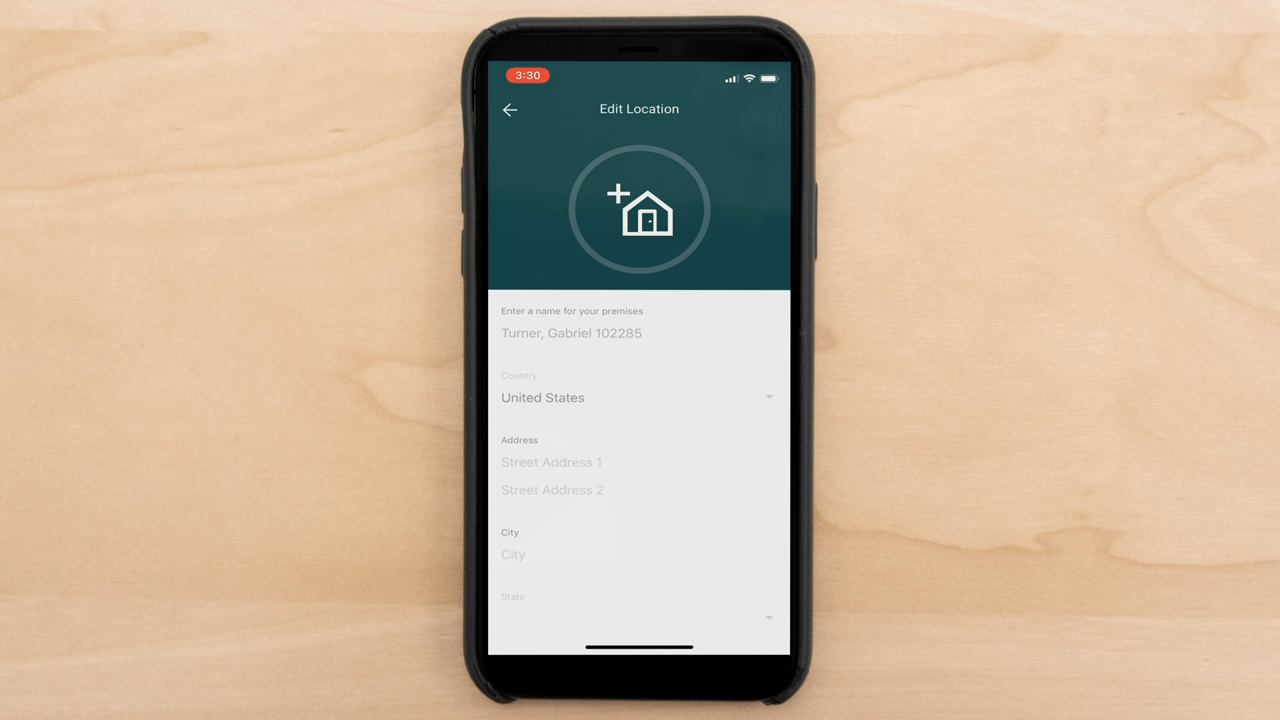 3:30
Edit Location
Enter a name for your premises
Turner, Gabriel 102285
Country
United States
Address
Street Address 1
Street Address 2
City
City
State